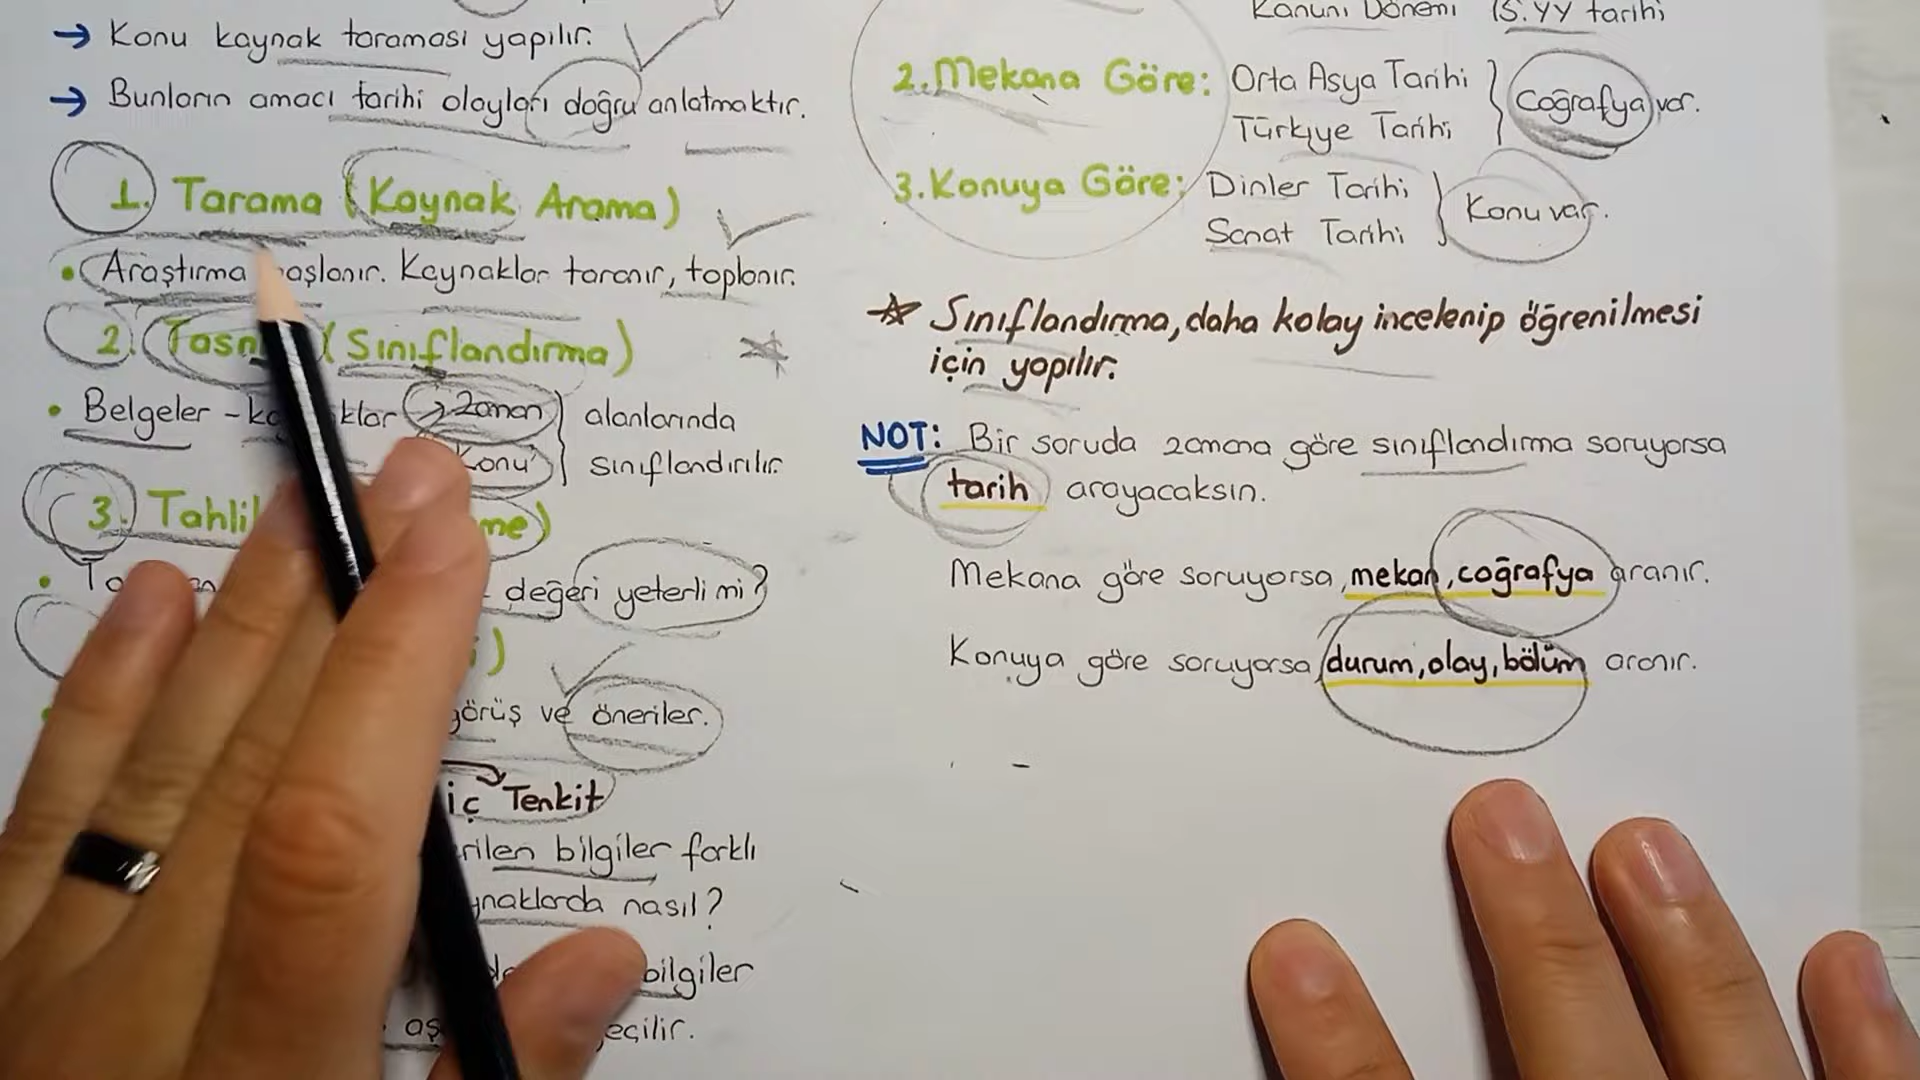 → Konu kaynak taraması yapılır.
→ Bunların amacı tarihi olayları doğru anlatmaktır.
1. Tarama (Kaynak Arama)
• Araştırma başlanır. Kaynaklar taranır, toplanır.
2. (Sınıflandırma)
• Belgeler - zaman alanlarında
Konu sınıflandırılır.
3. Tahlil me)
• değeri yeterli mi?
i)
görüş ve öneriler.
iç Tenkit
bilgiler farklı
nasıl?
bilgiler
Kanuni Dönemi 15.yy tarihi
2. Mekana Göre: Orta Asya Tarihi
Türkiye Tarihi Coğrafya var.
3. Konuya Göre: Dinler Tarihi
Sanat Tarihi Konu var.
☆ Sınıflandırma, daha kolay incelenip öğrenilmesi
için yapılır.
NOT: Bir soruda zamana göre sınıflandırma soruyorsa
tarih arayacaksın.
Mekana göre soruyorsa, mekan, coğrafya aranır.
Konuya göre soruyorsa durum, olay, bölüm aranır.